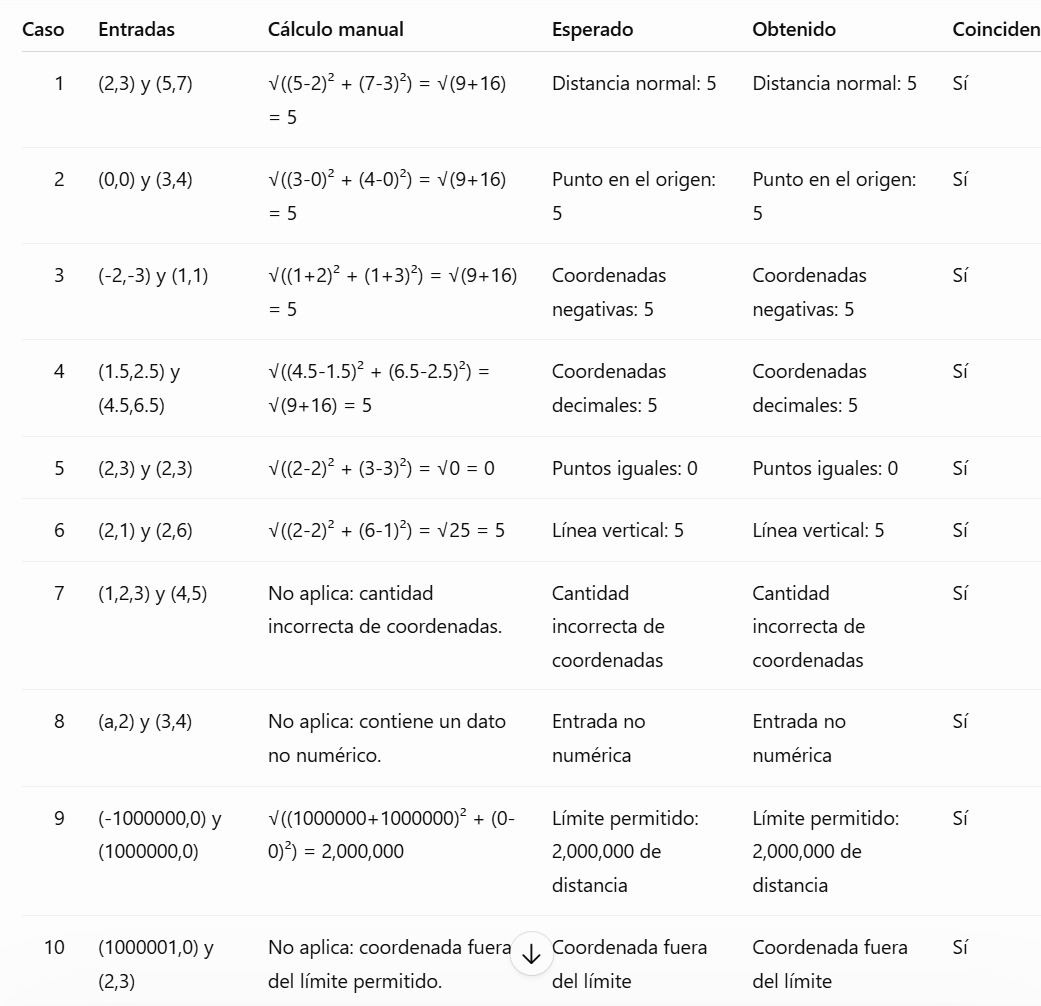 Caso Entradas Cálculo manual Esperado Obtenido Coinciden
1 (2,3) y (5,7) √((5-2)² + (7-3)²) = √(9+16) Distancia normal: 5 Distancia normal: 5 Sí
= 5
2 (0,0) y (3,4) √((3-0)² + (4-0)²) = √(9+16) Punto en el origen: Punto en el origen: Sí
= 5 5 5
3 (-2,-3) y (1,1) √((1+2)² + (1+3)²) = √(9+16) Coordenadas Coordenadas Sí
= 5 negativas: 5 negativas: 5
4 (1.5,2.5) y √((4.5-1.5)² + (6.5-2.5)²) = Coordenadas Coordenadas Sí
(4.5,6.5) √(9+16) = 5 decimales: 5 decimales: 5
5 (2,3) y (2,3) √((2-2)² + (3-3)²) = √0 = 0 Puntos iguales: 0 Puntos iguales: 0 Sí
6 (2,1) y (2,6) √((2-2)² + (6-1)²) = √25 = 5 Línea vertical: 5 Línea vertical: 5 Sí
7 (1,2,3) y (4,5) No aplica: cantidad Cantidad Cantidad Sí
incorrecta de coordenadas. incorrecta de incorrecta de
coordenadas coordenadas
8 (a,2) y (3,4) No aplica: contiene un dato Entrada no Entrada no Sí
no numérico. numérica numérica
9 (-1000000,0) y √((1000000+1000000)² + (0- Límite permitido: Límite permitido: Sí
(1000000,0) 0)²) = 2,000,000 2,000,000 de 2,000,000 de
distancia distancia
10 (1000001,0) y No aplica: coordenada fuera Coordenada fuera Coordenada fuera Sí
(2,3) del límite permitido. del límite del límite